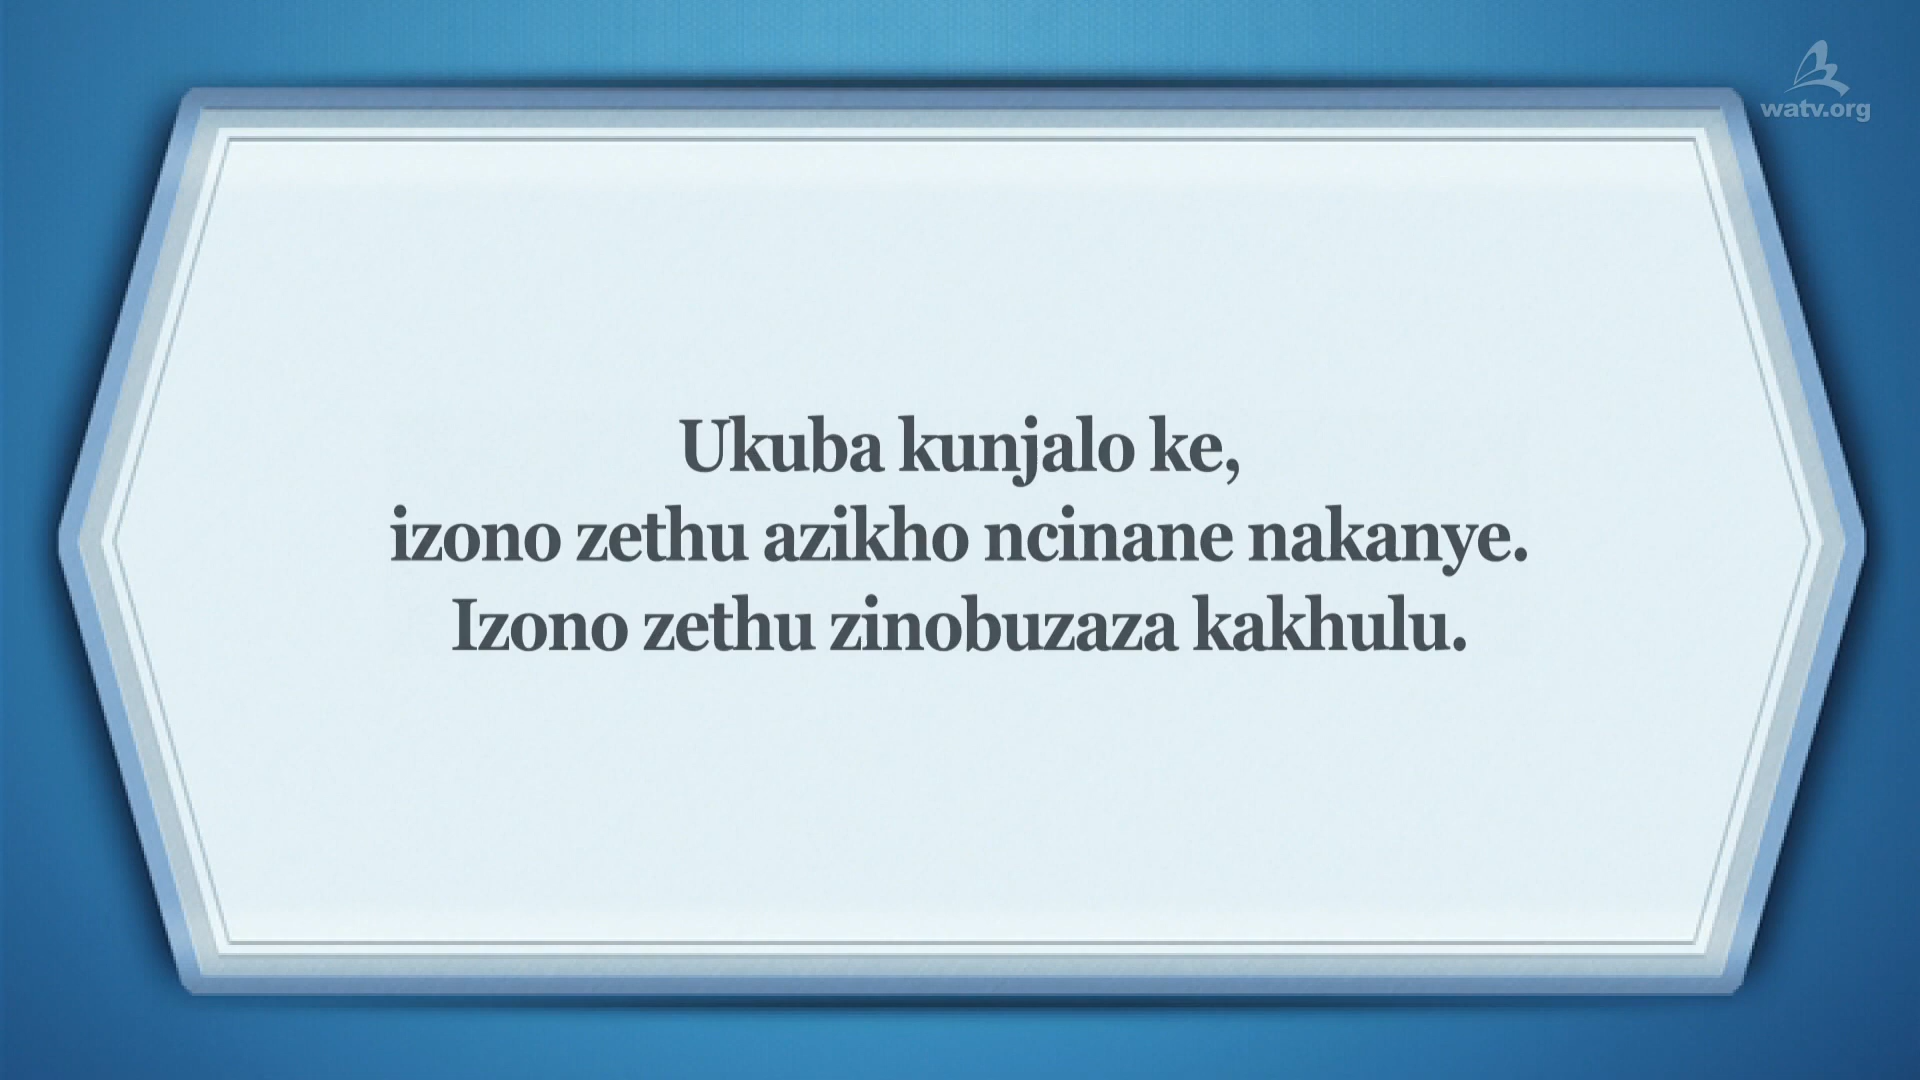 watv.org
Ukuba kunjalo ke,
izono zethu azikho ncinane nakanye.
Izono zethu zinobuzaza kakhulu.